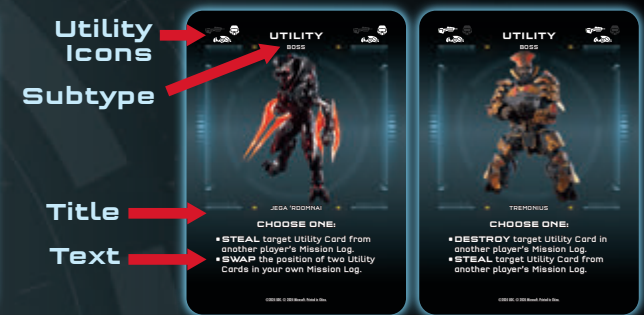 Utility
Icons
Subtype
Title
Text
UTILITY
BOSS
JEGA 'RDOMNAI
CHOOSE ONE:
▪ STEAL target Utility Card from
another player's Mission Log.
▪ SWAP the position of two Utility
Cards in your own Mission Log.
UTILITY
BOSS
TREMONIUS
CHOOSE ONE:
▪ DESTROY target Utility Card in
another player's Mission Log.
▪ STEAL target Utility Card from
another player's Mission Log.